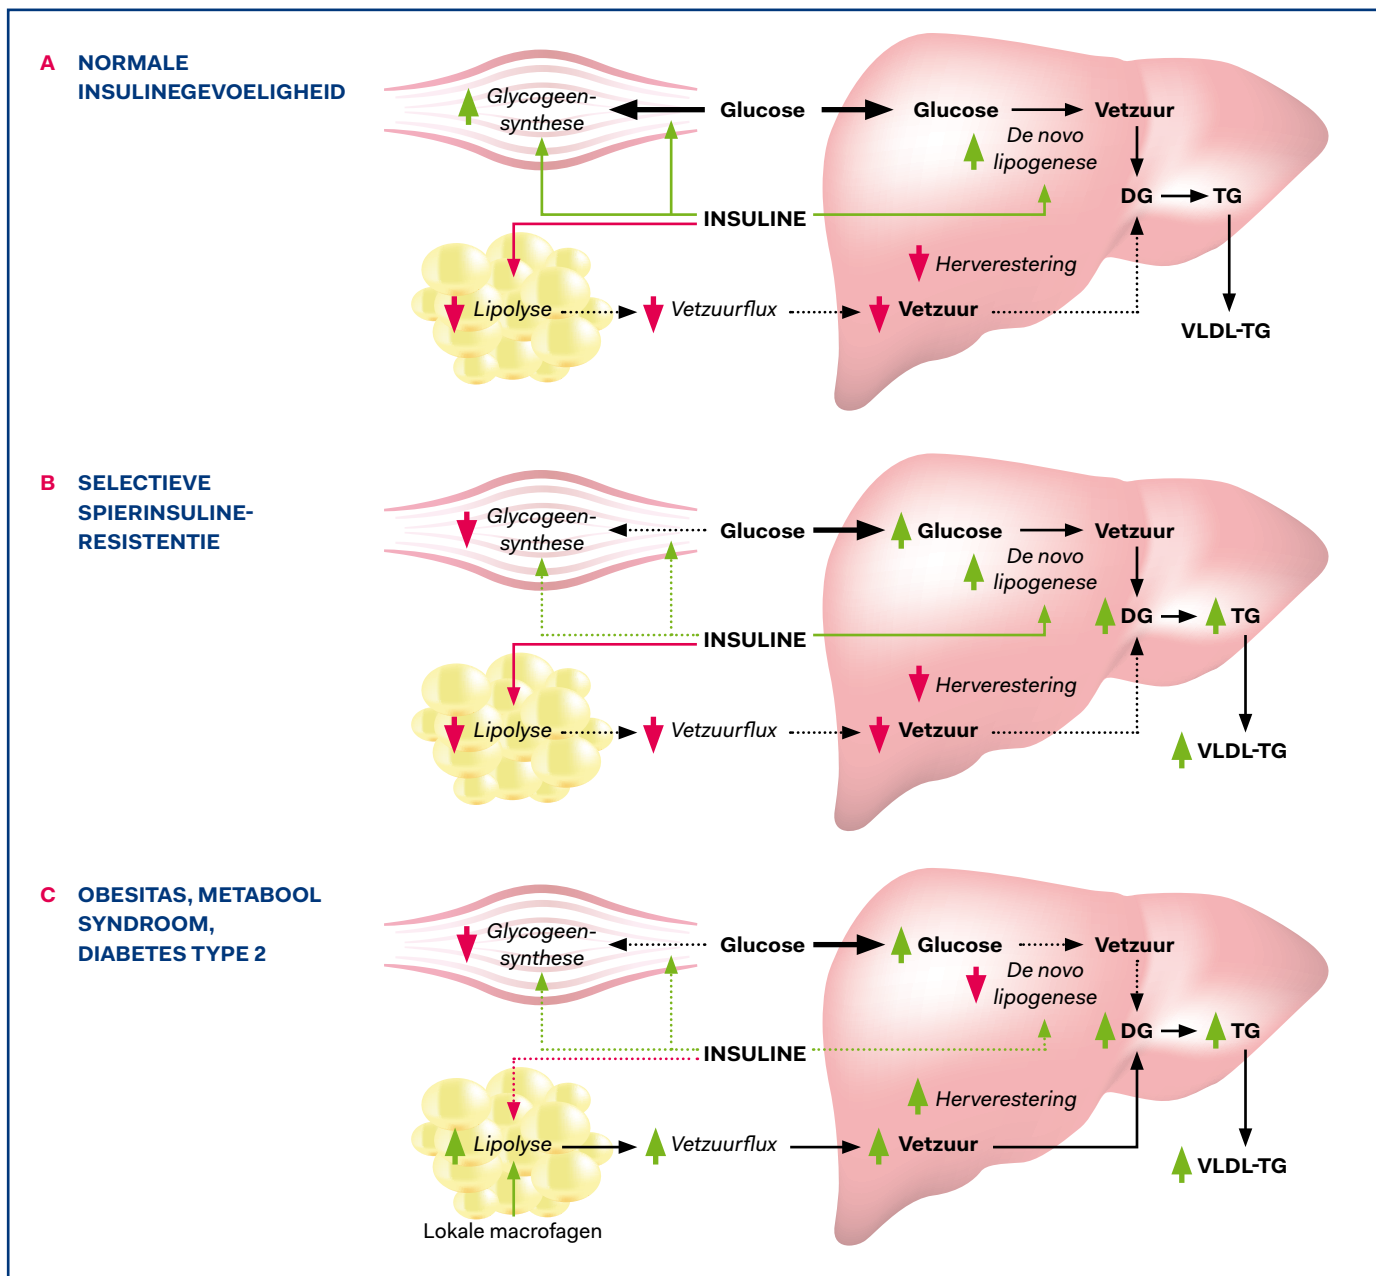 A NORMALE
INSULINEGEVOELIGHEID
Glycogeen-
synthese
Glucose
Glucose
Vetzuur
De novo
lipogenese
DG
TG
INSULINE
Herverestering
Lipolyse
Vetzuurflux
Vetzuur
VLDL-TG
B SELECTIEVE
SPIERINSULINE-
RESISTENTIE
Glycogeen-
synthese
Glucose
Glucose
Vetzuur
De novo
lipogenese
DG
TG
INSULINE
Herverestering
Lipolyse
Vetzuurflux
Vetzuur
VLDL-TG
C OBESITAS, METABOOL
SYNDROOM,
DIABETES TYPE 2
Glycogeen-
synthese
Glucose
Glucose
Vetzuur
De novo
lipogenese
DG
TG
INSULINE
Herverestering
Lipolyse
Vetzuurflux
Vetzuur
VLDL-TG
Lokale macrofagen